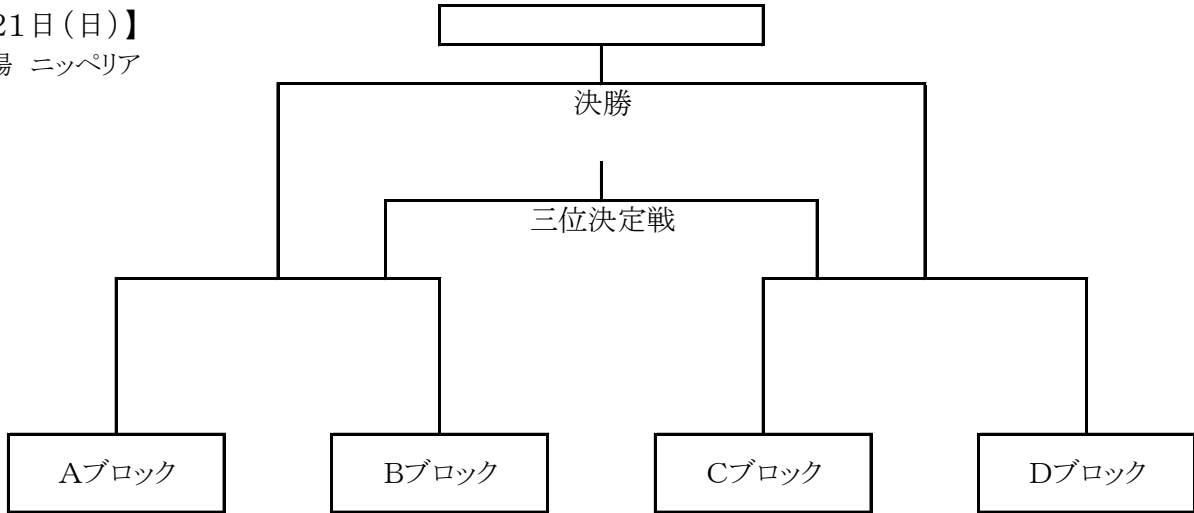 21日(日)】
場 ニッペリア
決勝
三位決定戦
Aブロック
Bブロック
Cブロック
Dブロック